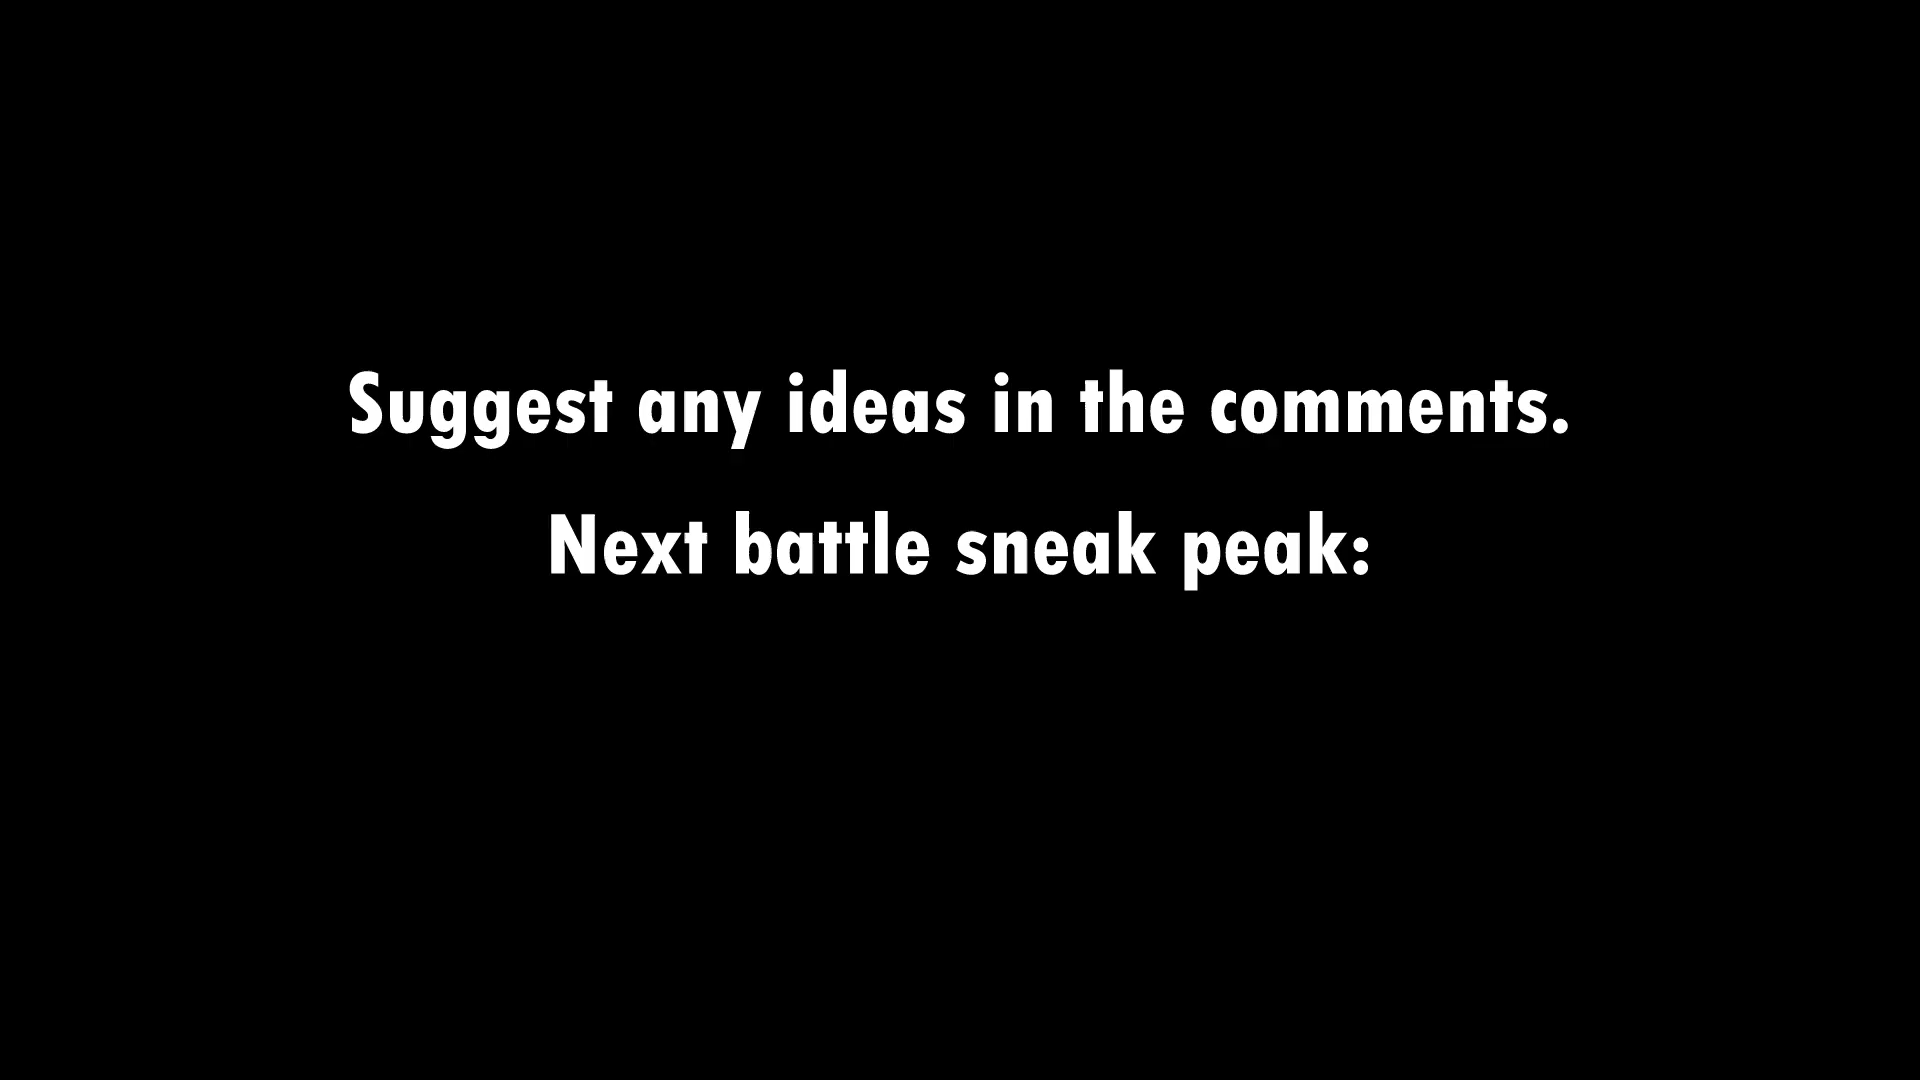 Suggest any ideas in the comments.
Next battle sneak peak: